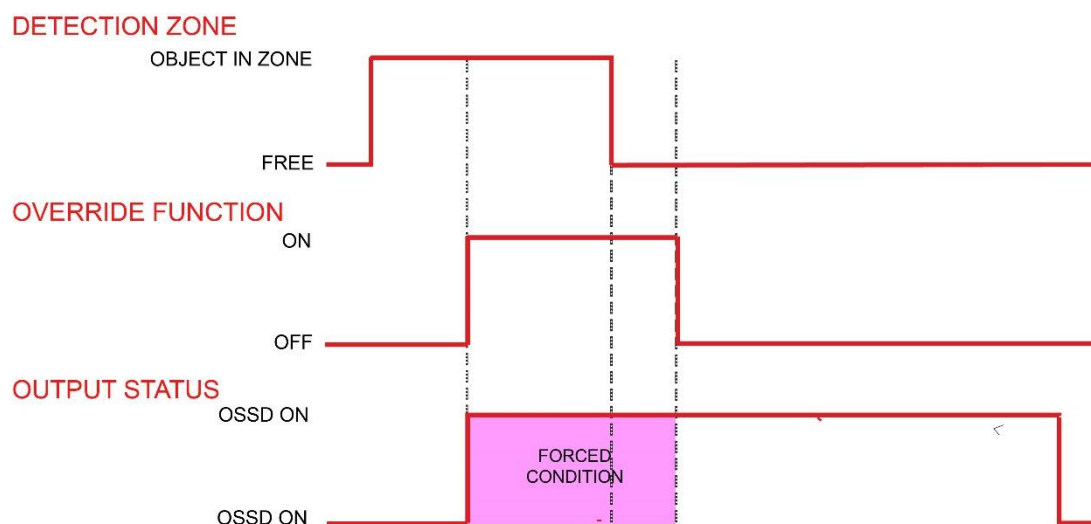 DETECTION ZONE
OBJECT IN ZONE
FREE
OVERRIDE FUNCTION
ON
OFF
OUTPUT STATUS
OSSD ON
FORCED
CONDITION
OSSD ON